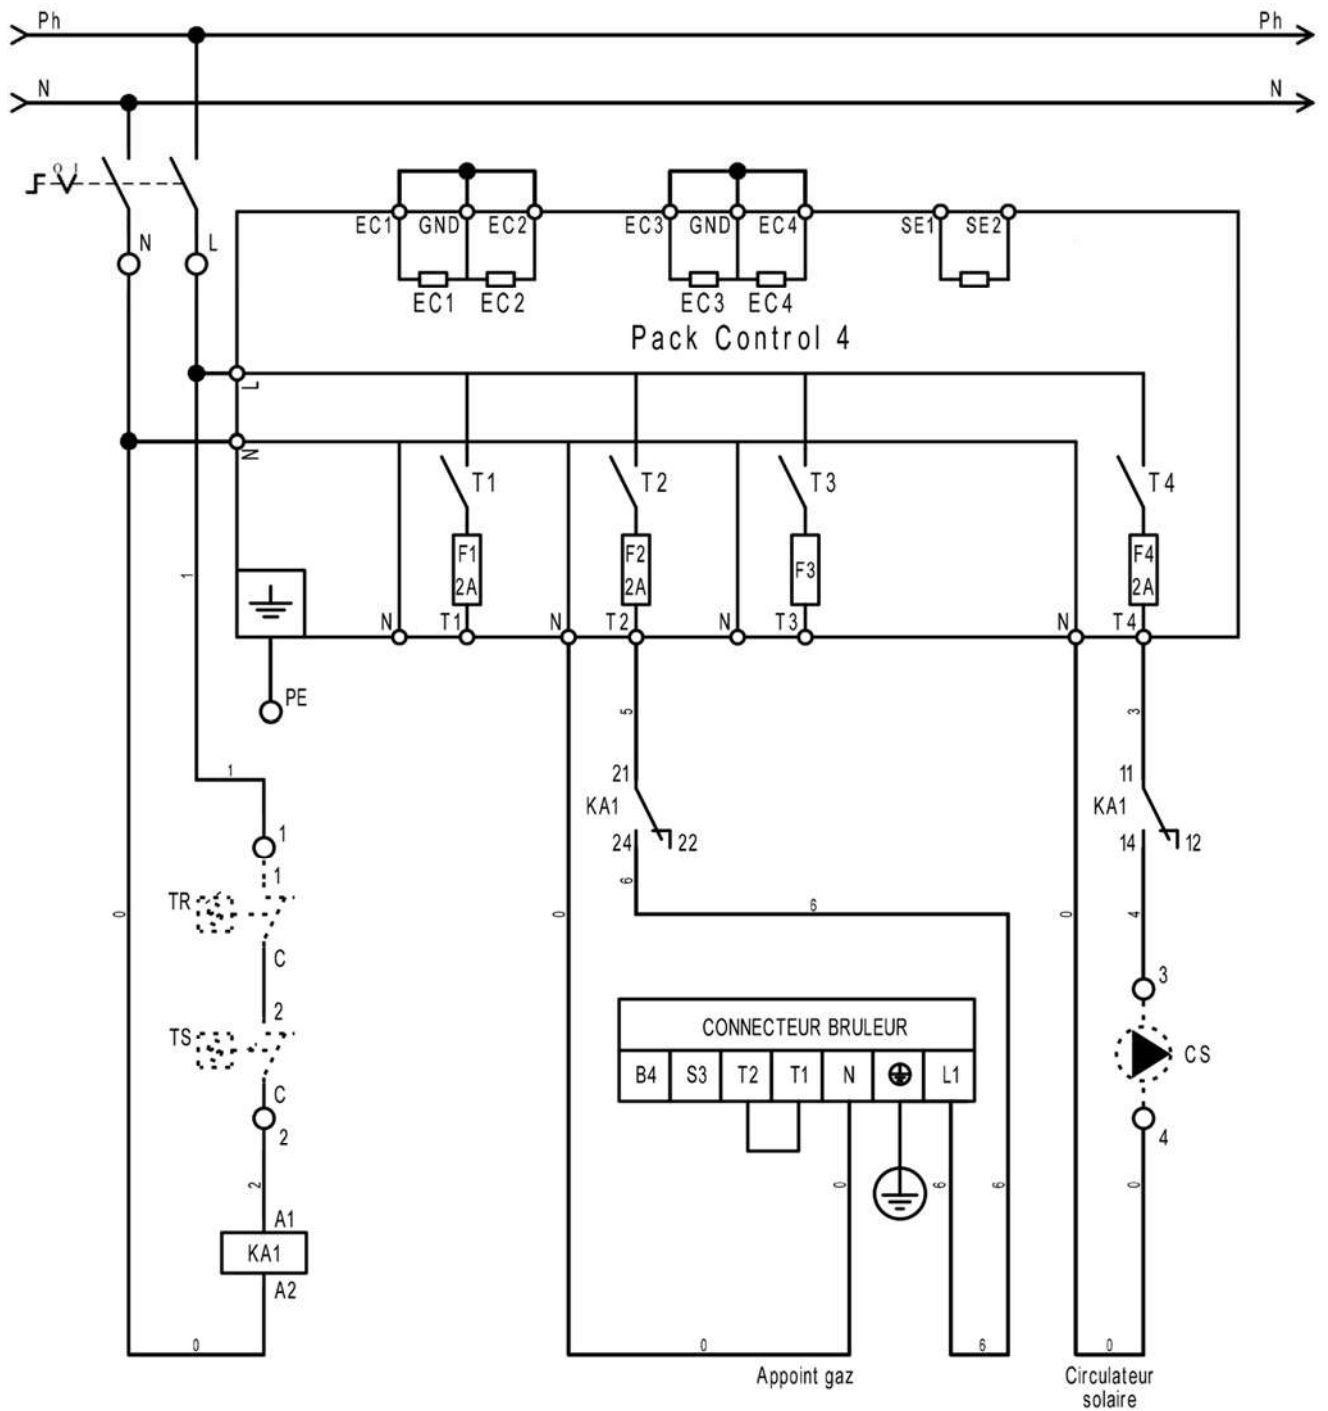 Ph Ph
N N
0 1
N L
EC1 GND EC2 EC3 GND EC4 SE1 SE2
EC1 EC2 EC3 EC4
Pack Control 4
L
N
T1 T2 T3 T4
F1 F2 F3 F4
2A 2A 2A
1
N T1 N T2 N T3 N T4
PE
5 3
1
21 11
KA1 KA1
24 22 14 12
1
1
TR
6
0 0 6 0 4
C
2
3
TS
CONNECTEUR BRULEUR
CS
B4 S3 T2 T1 N L1
C
2 4
2 0 6 6 0
A1
KA1
A2
0 0 6 0
Appoint gaz Circulateur
solaire